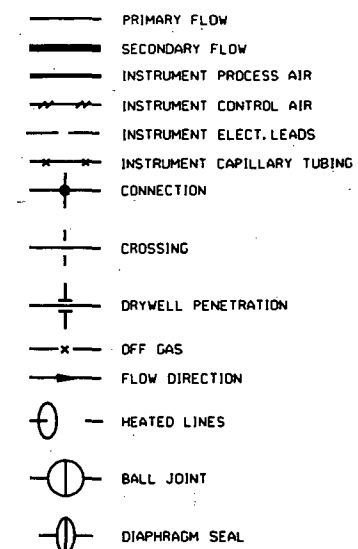 PRIMARY FLOW
SECONDARY FLOW
INSTRUMENT PROCESS AIR
INSTRUMENT CONTROL AIR
INSTRUMENT ELECT. LEADS
INSTRUMENT CAPILLARY TUBING
CONNECTION
CROSSING
DRYWELL PENETRATION
OFF GAS
FLOW DIRECTION
HEATED LINES
BALL JOINT
DIAPHRAGM SEAL